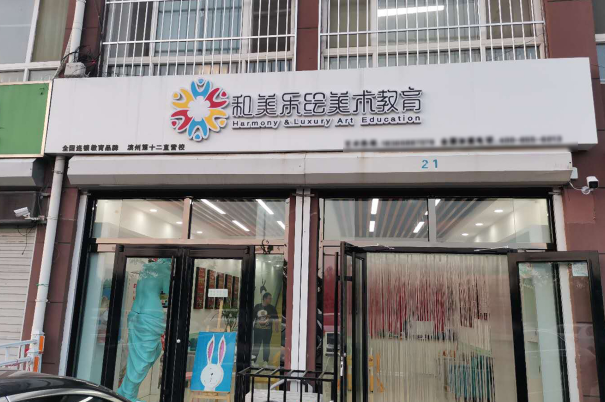 和美乐绘美术教育
Harmony & Luxury Art Education
全国连锁教育品牌 滨州第十二直营校
21